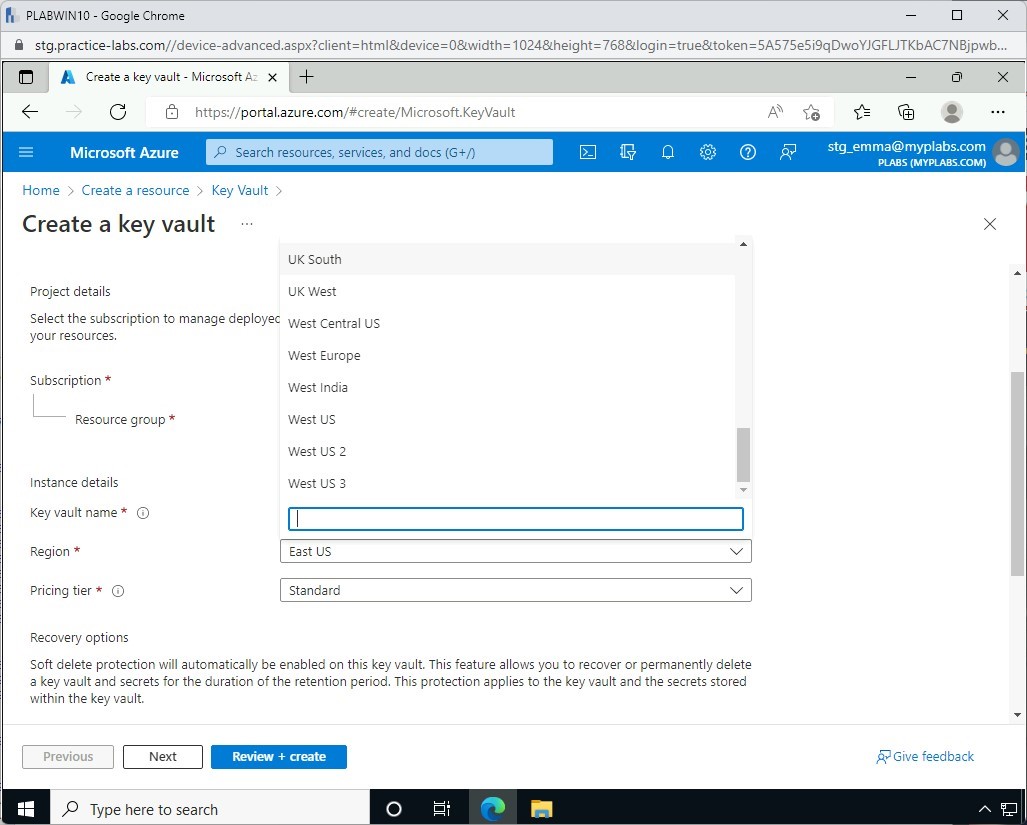 PLABWIN10 - Google Chrome
stg.practice-labs.com//device-advanced.aspx?client=html&device=0&width=1024&height=768&login=true&token=5A575e5i9qDwoYJGFLJTKbAC7NBjpwb...
Create a key vault - Microsoft Az
https://portal.azure.com/#create/Microsoft.KeyVault
Microsoft Azure
Search resources, services, and docs (G+/)
stg_emma@myplabs.com
PLABS (MYPLABS.COM)
Home > Create a resource > Key Vault >
Create a key vault ...
UK South
Project details
UK West
Select the subscription to manage deployed
your resources.
West Central US
West Europe
Subscription *
West India
Resource group *
West US
West US 2
Instance details
West US 3
Key vault name *
Region *
East US
Pricing tier *
Standard
Recovery options
Soft delete protection will automatically be enabled on this key vault. This feature allows you to recover or permanently delete
a key vault and secrets for the duration of the retention period. This protection applies to the key vault and the secrets stored
within the key vault.
Previous
Next
Review + create
Give feedback
Type here to search